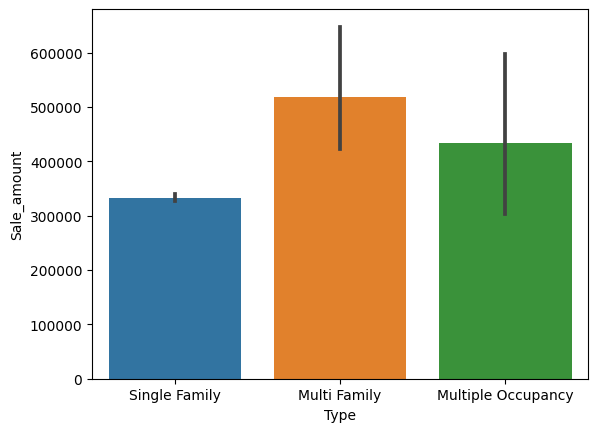 600000
500000
400000
300000
200000
100000
0
Sale_amount
Single Family
Multi Family
Multiple Occupancy
Type